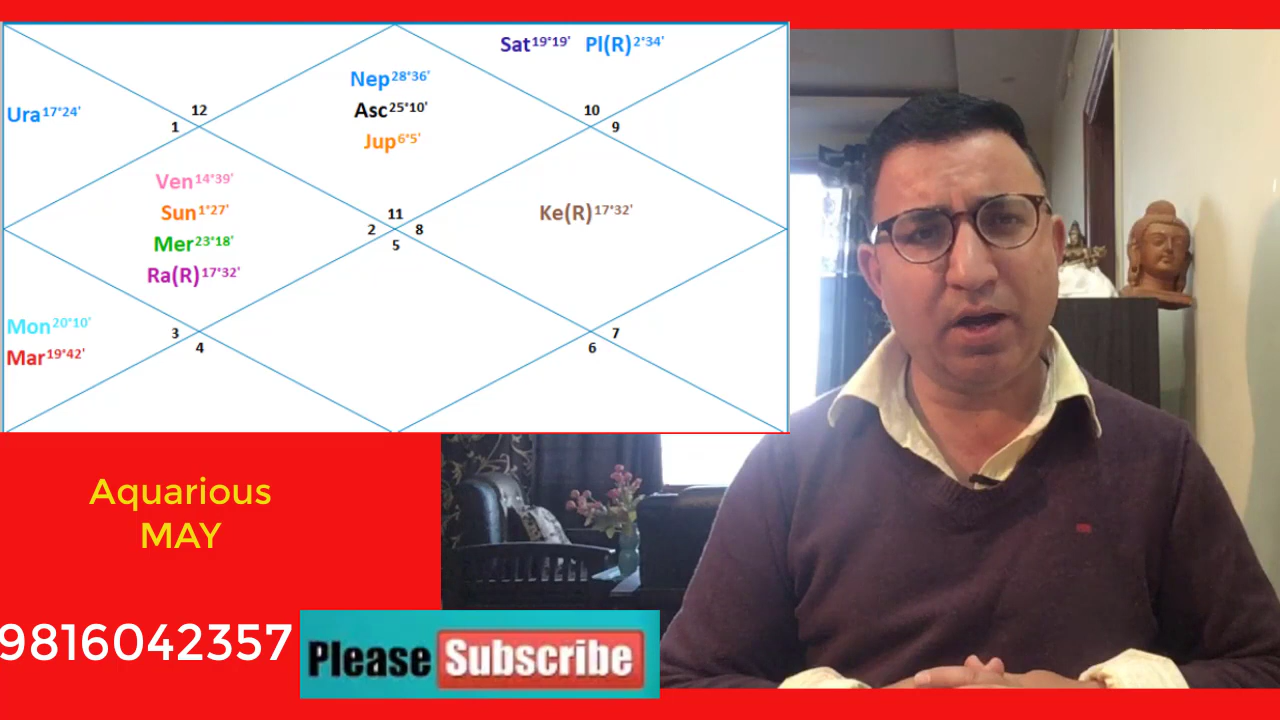 Sat19°19' Pl(R)2°34'
Nep28°36'
Asc25°10'
Jup6°5'
Ura17°24'
12
1
10
9
Ven14°39'
Sun1°27'
Mer23°18'
Ra(R)17°32'
Ke(R)17°32'
11
2 8
5
Mon20°10'
Mar19°42'
3
4
7
6
Aquarious
MAY
9816042357
Please Subscribe